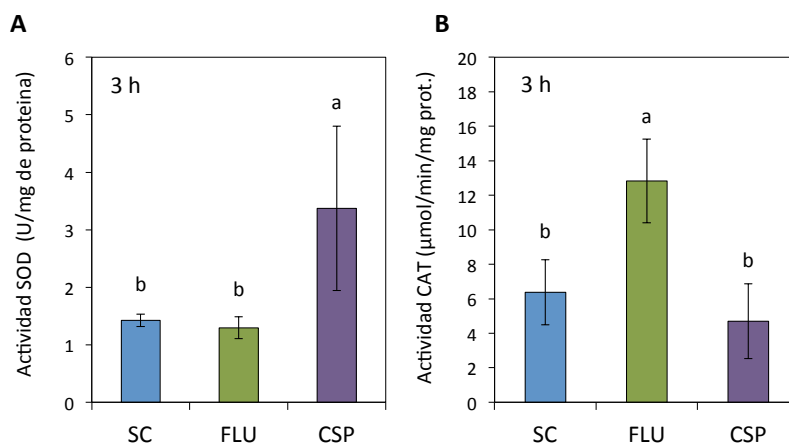 A
Actividad SOD  (U/mg de proteina)
6
5
4
3
2
1
0
3 h
b
b
a
SC
FLU
CSP
B
Actividad CAT (µmol/min/mg prot.)
20
18
16
14
12
10
8
6
4
2
0
3 h
b
a
b
SC
FLU
CSP